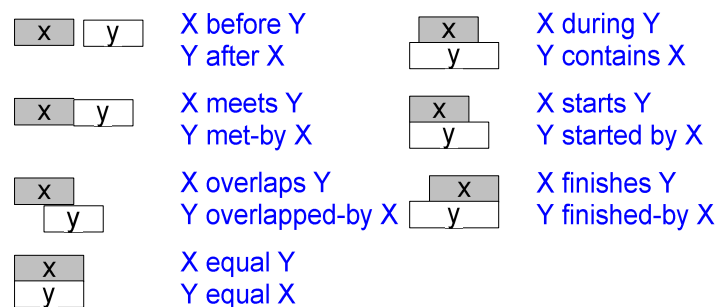 x y
X before Y
Y after X
x y
X meets Y
Y met-by X
x
y
X overlaps Y
Y overlapped-by X
x
y
X equal Y
Y equal X
x
y
X during Y
Y contains X
x
y
X starts Y
Y started by X
x
y
X finishes Y
Y finished-by X